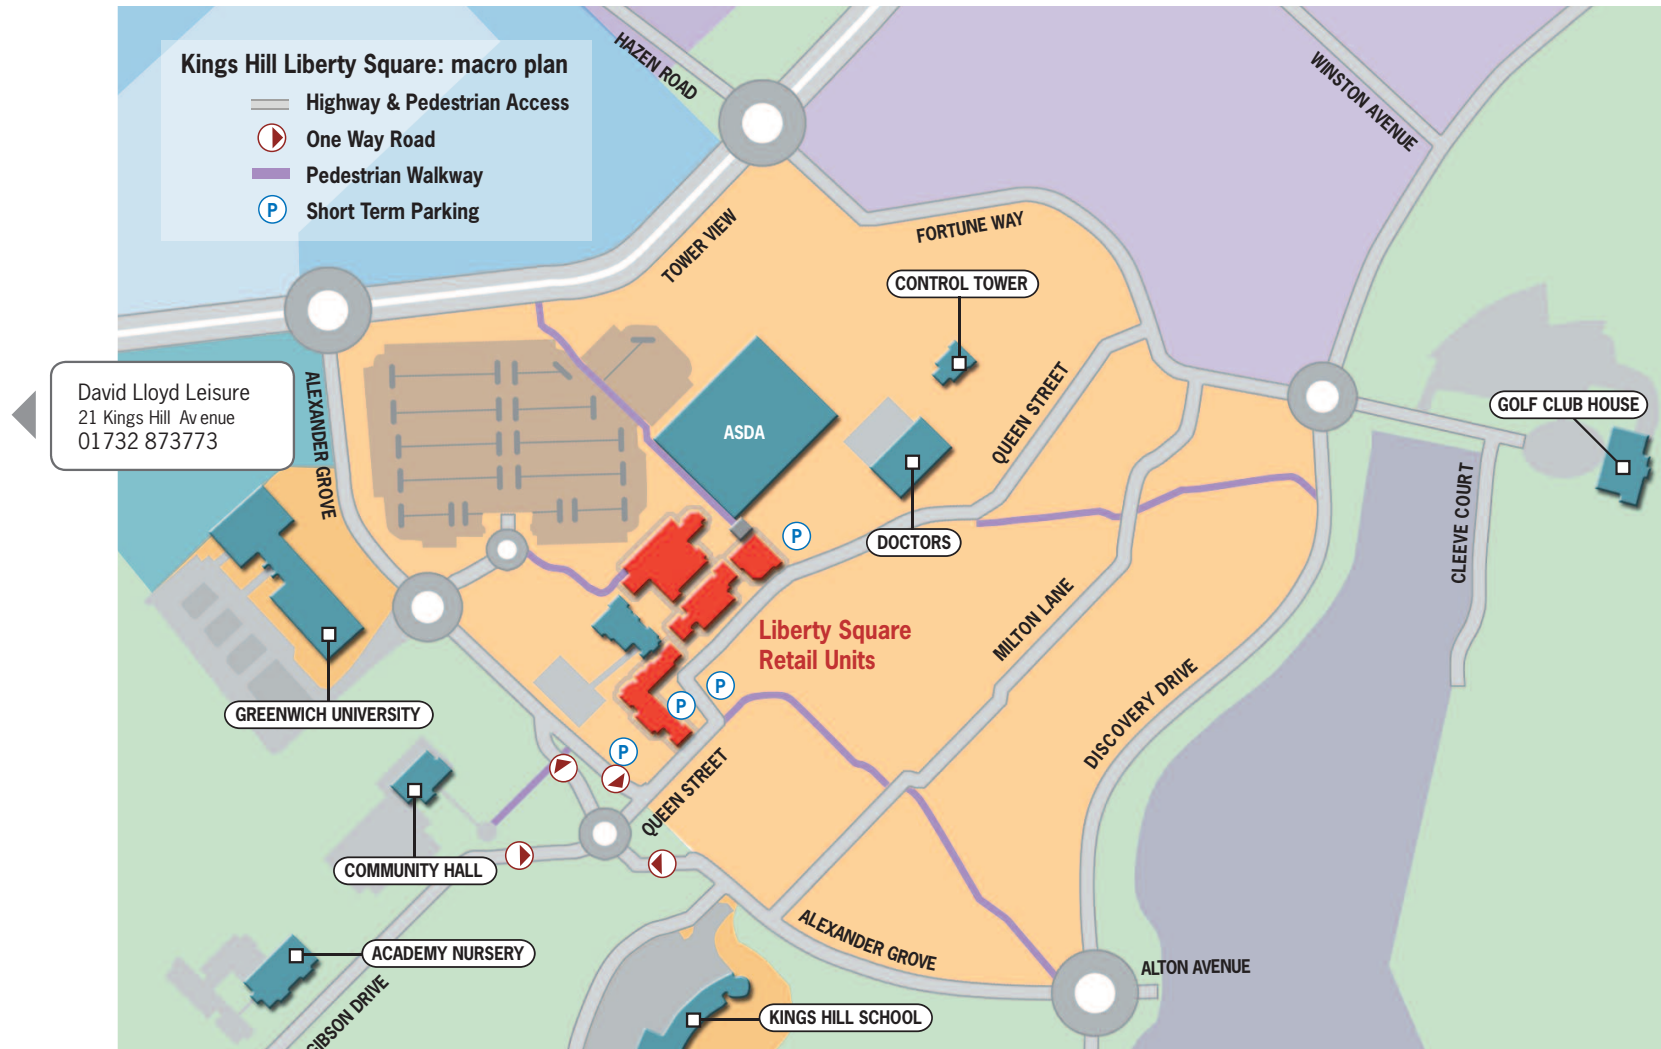 Kings Hill Liberty Square: macro plan
Highway & Pedestrian Access
One Way Road
Pedestrian Walkway
P
Short Term Parking
HAZEN ROAD
WINSTON AVENUE
TOWER VIEW
FORTUNE WAY
CONTROL TOWER
David Lloyd Leisure
21 Kings Hill Av enue
01732 873773
ALEXANDER GROVE
ASDA
QUEEN STREET
GOLF CLUB HOUSE
CLEEVE COURT
DOCTORS
P
MILTON LANE
Liberty Square
Retail Units
P
P
P
GREENWICH UNIVERSITY
DISCOVERY DRIVE
QUEEN STREET
COMMUNITY HALL
ACADEMY NURSERY
ALEXANDER GROVE
ALTON AVENUE
GIBSON DRIVE
KINGS HILL SCHOOL